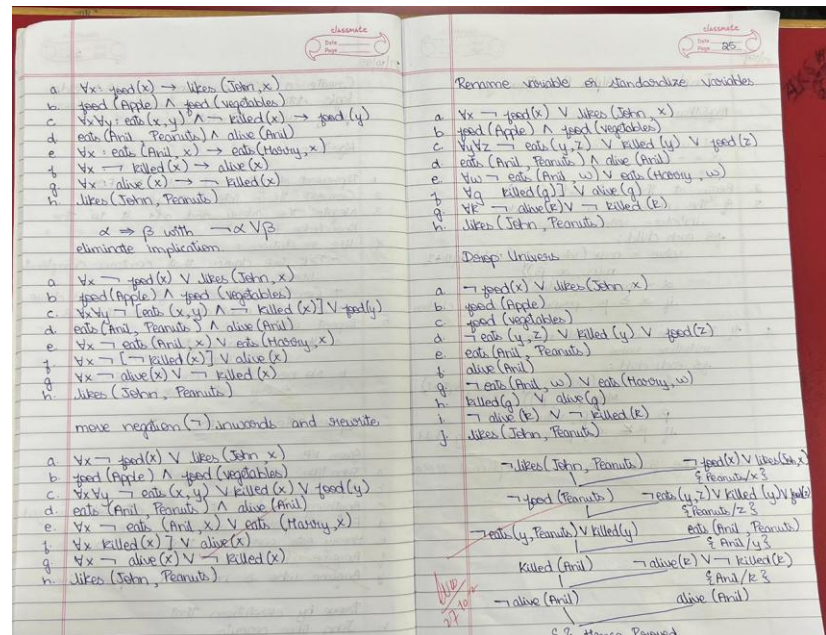 classmate
Date
Page
a. ∀x: food(x) → likes (John, x)
b. food (Apple) ∧ food (vegetables)
c. ∀x∀y: eats (x, y) ∧ ¬ killed (x) → food (y)
d. eats (Anil, Peanuts) ∧ alive (Anil)
e. ∀x: eats (Anil, x) → eats (Harry, x)
f. ∀x ¬ killed (x) → alive (x)
g. ∀x: alive (x) → ¬ killed (x)
h. likes (John, Peanuts)
α ⇒ β with ¬α∨β
eliminate implication
a. ∀x ¬ food (x) ∨ likes (John, x)
b. food (Apple) ∧ food (vegetables)
c. ∀x∀y ¬ [eats (x, y) ∧ ¬ killed (x)] ∨ food(y)
d. eats (Anil, Peanuts) ∧ alive (Anil)
e. ∀x ¬ eats (Anil, x) ∨ eats (Harry, x)
f. ∀x ¬ [¬ killed (x)] ∨ alive (x)
g. ∀x ¬ alive (x) ∨ ¬ killed (x)
h. likes (John, Peanuts)
move negation (¬) inwords and rewrite
a. ∀x ¬ food(x) ∨ likes (John x)
b. food (Apple) ∧ food (vegetables)
c. ∀x∀y ¬ eats (x, y) ∨ killed (x) ∨ food (y)
d. eats (Anil, Peanuts) ∧ alive (Anil)
e. ∀x ¬ eats (Anil, x) ∨ eats (Harry, x)
f. ∀x killed (x) ] ∨ alive (x)
g. ∀x ¬ alive (x) ∨ ¬ killed (x)
h. likes (John, Peanuts)
classmate
Date
Page 25
Rename variable or standardize variables
a. ∀x ¬ food (x) ∨ likes (John, x)
b. food (Apple) ∧ food (vegetables)
c. ∀y∀z ¬ eats (y, z) ∨ killed (y) ∨ food (z)
d. eats (Anil, Peanuts) ∧ alive (Anil)
e. ∀w ¬ eats (Anil, w) ∨ eats (Harry, w)
f. ∀g killed (g)] ∨ alive (g)
g. ∀k ¬ alive (k) ∨ ¬ killed (k)
h. likes (John, Peanuts)
Drop Univers
a. ¬ food (x) ∨ likes (John, x)
b. food (Apple)
c. food (vegetables)
d. ¬ eats (y, z) ∨ killed (y) ∨ food (z)
e. eats (Anil, Peanuts)
f. alive (Anil)
g. ¬ eats (Anil, w) ∨ eats (Harry, w)
h. killed (g) ∨ alive (g)
i. ¬ alive (k) ∨ ¬ killed (k)
j. likes (John, Peanuts)
¬ likes (John, Peanuts) ¬ food (x) ∨ likes (John, x)
{Peanuts/x}
¬ food (Peanuts) ¬ eats (y, z) ∨ killed (y) ∨ food(z)
{Peanuts/z}
¬ eats (y, Peanuts) ∨ killed (y) eats (Anil, Peanuts)
{Anil/y}
Killed (Anil) ¬ alive (k) ∨ ¬ killed (k)
{Anil/k}
¬ alive (Anil) alive (Anil)
{ } Hence Proved